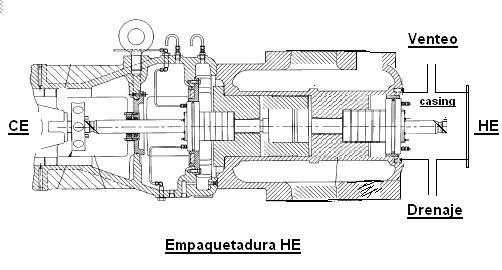 Venteo
casing
CE
HE
Drenaje
Empaquetadura HE